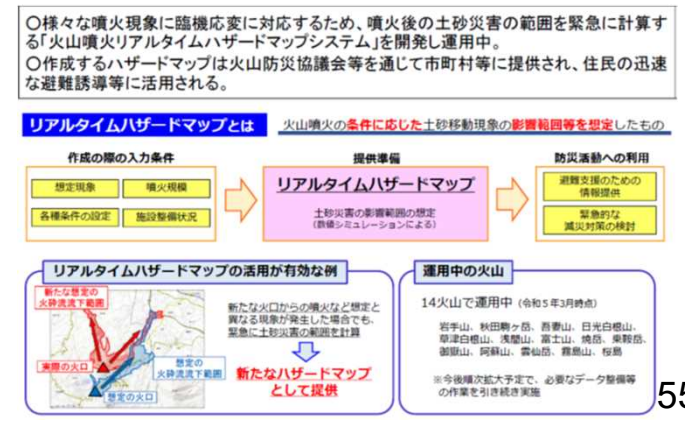 〇様々な噴火現象に臨機応変に対応するため、噴火後の土砂災害の範囲を緊急に計算す
る「火山噴火リアルタイムハザードマップシステム」を開発し運用中。
〇作成するハザードマップは火山防災協議会等を通じて市町村等に提供され、住民の迅速
な避難誘導等に活用される。
リアルタイムハザードマップとは
火山噴火の条件に応じた土砂移動現象の影響範囲等を想定したもの
作成の際の入力条件
想定現象
噴火規模
各種条件の設定
施設整備状況
提供準備
リアルタイムハザードマップ
土砂災害の影響範囲の想定
(数値シミュレーションによる)
防災活動への利用
避難支援のための
情報提供
緊急的な
減災対策の検討
リアルタイムハザードマップの活用が有効な例
新たな想定の
火砕流流下範囲
実際の火口
想定の
火砕流流下範囲
想定の火口
新たな火口からの噴火など想定と
異なる現象が発生した場合でも、
緊急に土砂災害の範囲を計算
新たなハザードマップ
として提供
運用中の火山
14火山で運用中（令和5年3月時点）
岩手山、秋田駒ヶ岳、吾妻山、日光白根山、
草津白根山、浅間山、富士山、焼岳、乗鞍岳、
御嶽山、阿蘇山、雲仙岳、霧島山、桜島
※今後順次拡大予定で、必要なデータ整備等
の作業を引き続き実施
55